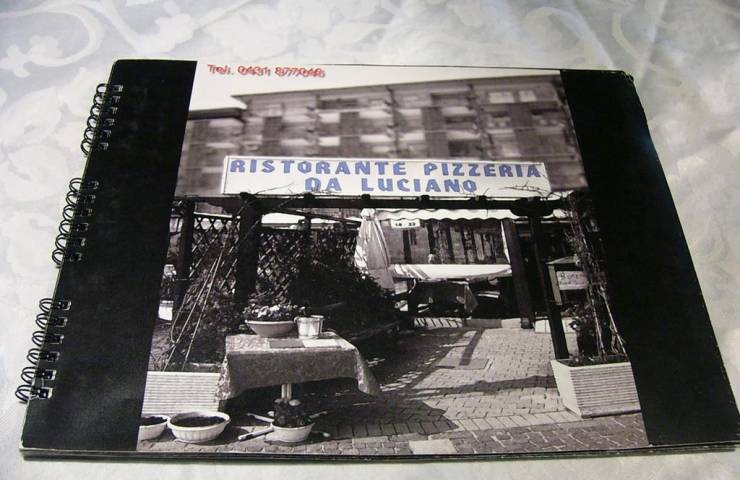 Tel. 0431 877048
RISTORANTE PIZZERIA
DA LUCIANO